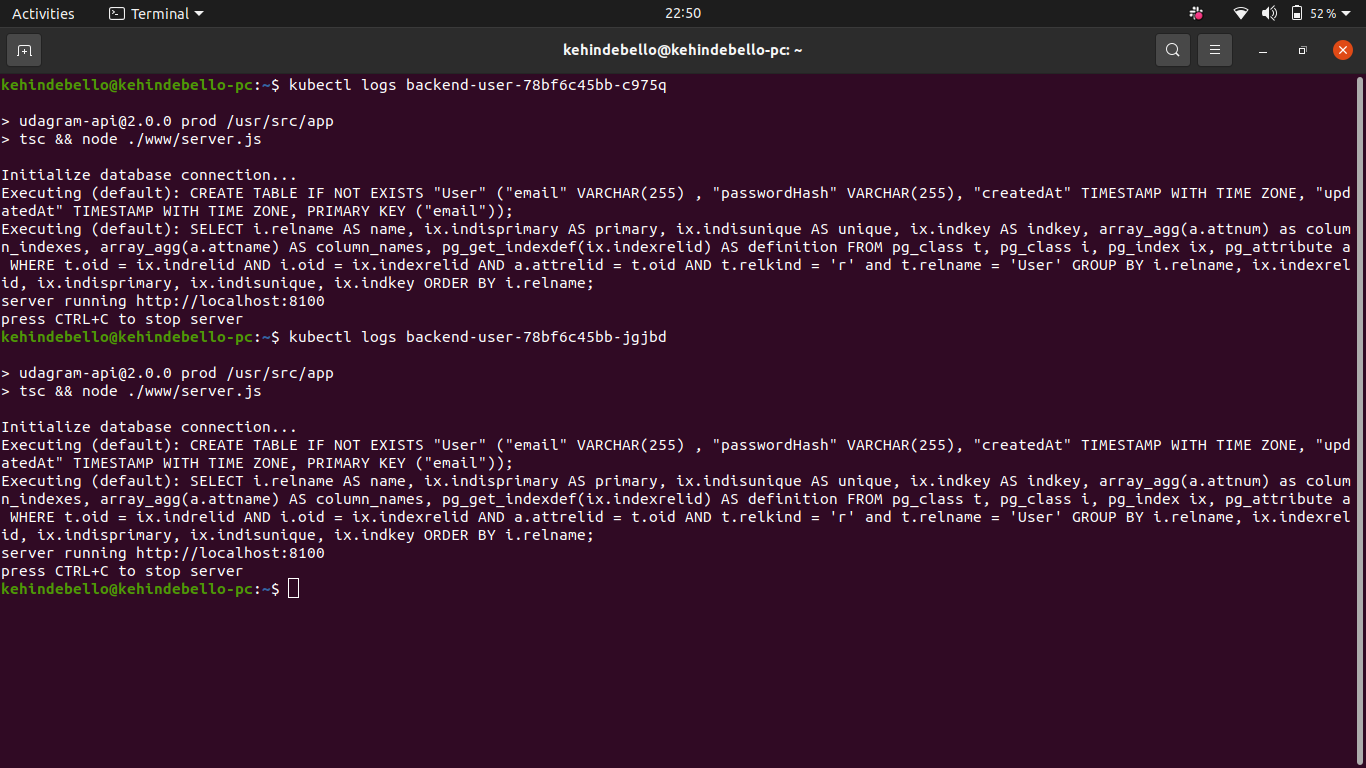 Activities Terminal 22:50 52 %
kehindebello@kehindebello-pc: ~
kehindebello@kehindebello-pc:~$ kubectl logs backend-user-78bf6c45bb-c975q
> udagram-api@2.0.0 prod /usr/src/app
> tsc && node ./www/server.js
Initialize database connection...
Executing (default): CREATE TABLE IF NOT EXISTS "User" ("email" VARCHAR(255) , "passwordHash" VARCHAR(255), "createdAt" TIMESTAMP WITH TIME ZONE, "upd
atedAt" TIMESTAMP WITH TIME ZONE, PRIMARY KEY ("email"));
Executing (default): SELECT i.relname AS name, ix.indisprimary AS primary, ix.indisunique AS unique, ix.indkey AS indkey, array_agg(a.attnum) as colum
n_indexes, array_agg(a.attname) AS column_names, pg_get_indexdef(ix.indexrelid) AS definition FROM pg_class t, pg_class i, pg_index ix, pg_attribute a
WHERE t.oid = ix.indrelid AND i.oid = ix.indexrelid AND a.attrelid = t.oid AND t.relkind = 'r' and t.relname = 'User' GROUP BY i.relname, ix.indexrel
id, ix.indisprimary, ix.indisunique, ix.indkey ORDER BY i.relname;
server running http://localhost:8100
press CTRL+C to stop server
kehindebello@kehindebello-pc:~$ kubectl logs backend-user-78bf6c45bb-jgjbd
> udagram-api@2.0.0 prod /usr/src/app
> tsc && node ./www/server.js
Initialize database connection...
Executing (default): CREATE TABLE IF NOT EXISTS "User" ("email" VARCHAR(255) , "passwordHash" VARCHAR(255), "createdAt" TIMESTAMP WITH TIME ZONE, "upd
atedAt" TIMESTAMP WITH TIME ZONE, PRIMARY KEY ("email"));
Executing (default): SELECT i.relname AS name, ix.indisprimary AS primary, ix.indisunique AS unique, ix.indkey AS indkey, array_agg(a.attnum) as colum
n_indexes, array_agg(a.attname) AS column_names, pg_get_indexdef(ix.indexrelid) AS definition FROM pg_class t, pg_class i, pg_index ix, pg_attribute a
WHERE t.oid = ix.indrelid AND i.oid = ix.indexrelid AND a.attrelid = t.oid AND t.relkind = 'r' and t.relname = 'User' GROUP BY i.relname, ix.indexrel
id, ix.indisprimary, ix.indisunique, ix.indkey ORDER BY i.relname;
server running http://localhost:8100
press CTRL+C to stop server
kehindebello@kehindebello-pc:~$